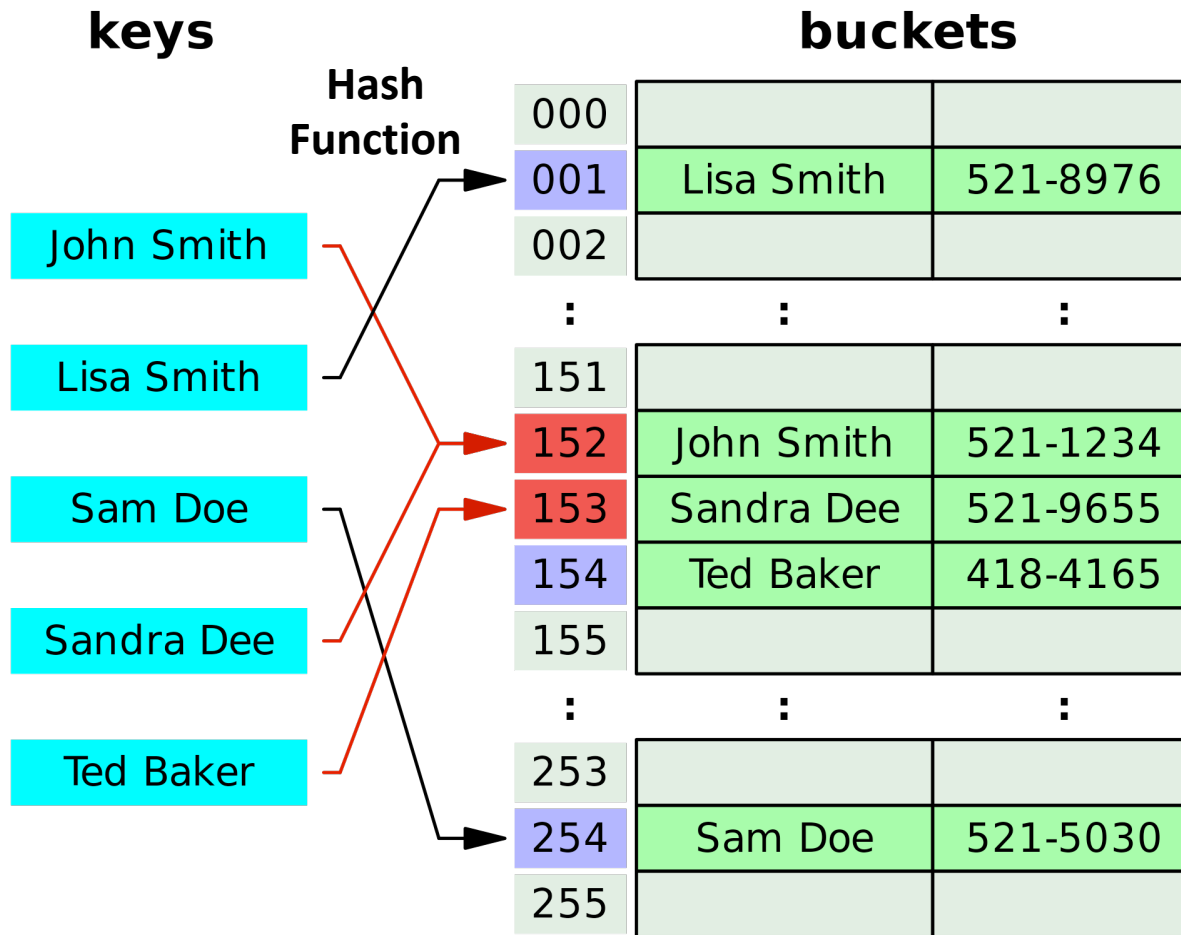 keys
buckets
Hash
Function
000
001 Lisa Smith 521-8976
John Smith
002
: : :
Lisa Smith
151
152 John Smith 521-1234
Sam Doe
153 Sandra Dee 521-9655
154 Ted Baker 418-4165
Sandra Dee
155
: : :
Ted Baker
253
254 Sam Doe 521-5030
255